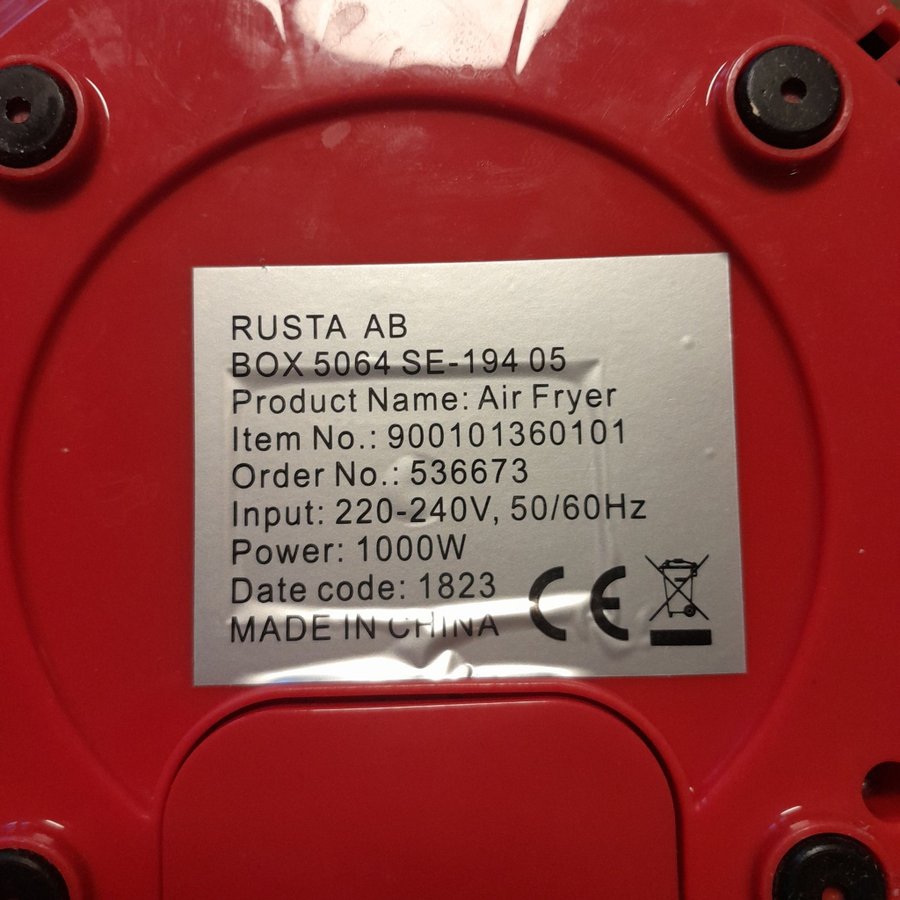 RUSTA AB
BOX 5064 SE-194 05
Product Name: Air Fryer
Item No.: 900101360101
Order No.: 536673
Input: 220-240V, 50/60Hz
Power: 1000W
Date code: 1823
MADE IN CHINA
CE